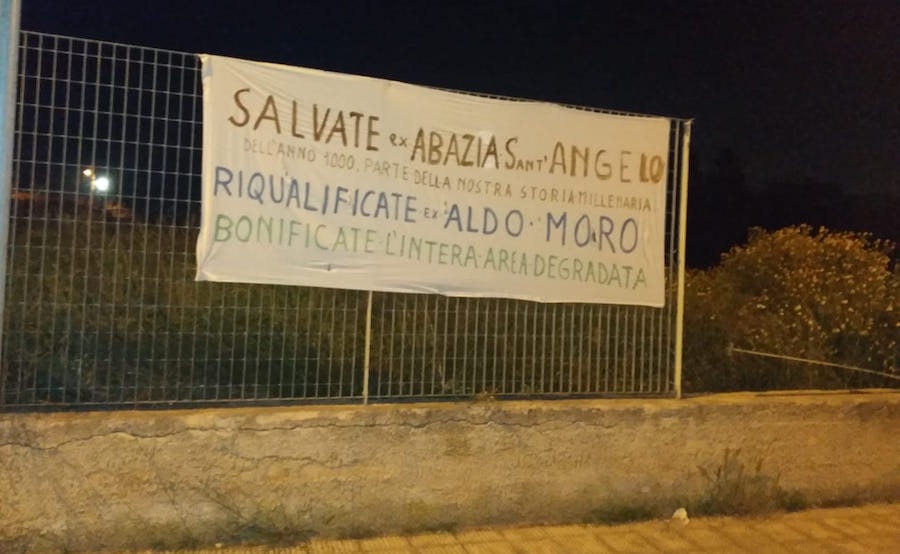 SALVATE ex ABAZIA·SANT'ANGELO
DELL'ANNO 1000, PARTE DELLA NOSTRA STORIA MILLENARIA
RIQUALIFICATE EX ALDO·MORO
BONIFICATE·L'INTERA·AREA·DEGRADATA